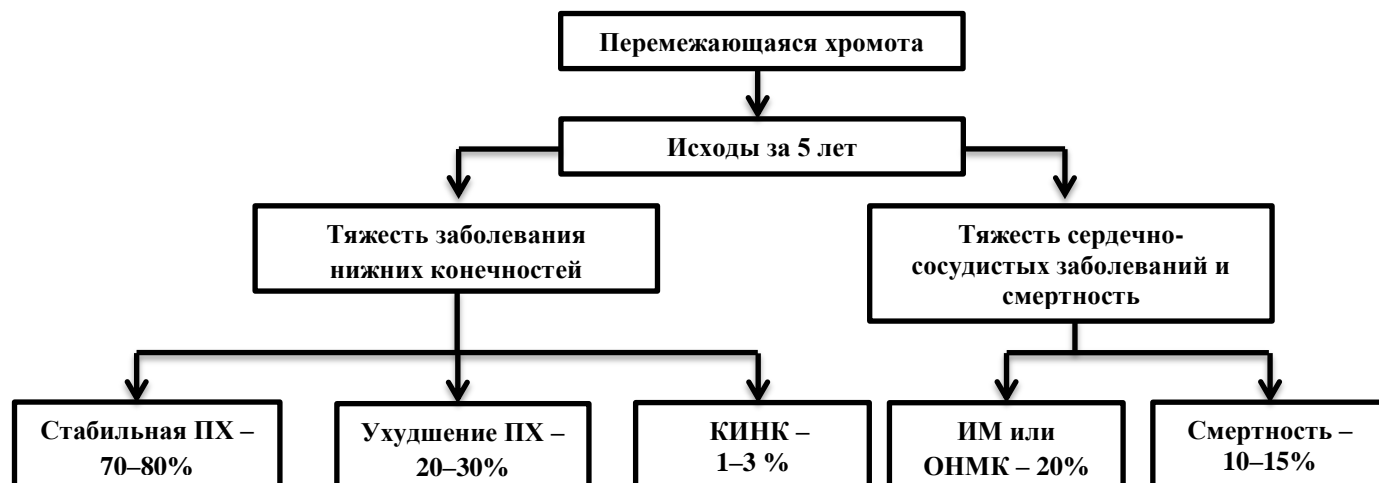 Перемежающаяся хромота
Исходы за 5 лет
Тяжесть заболевания
нижних конечностей
Тяжесть сердечно-
сосудистых заболеваний и
смертность
Стабильная ПХ –
70–80%
Ухудшение ПХ –
20–30%
КИНК –
1–3 %
ИМ или
ОНМК – 20%
Смертность –
10–15%